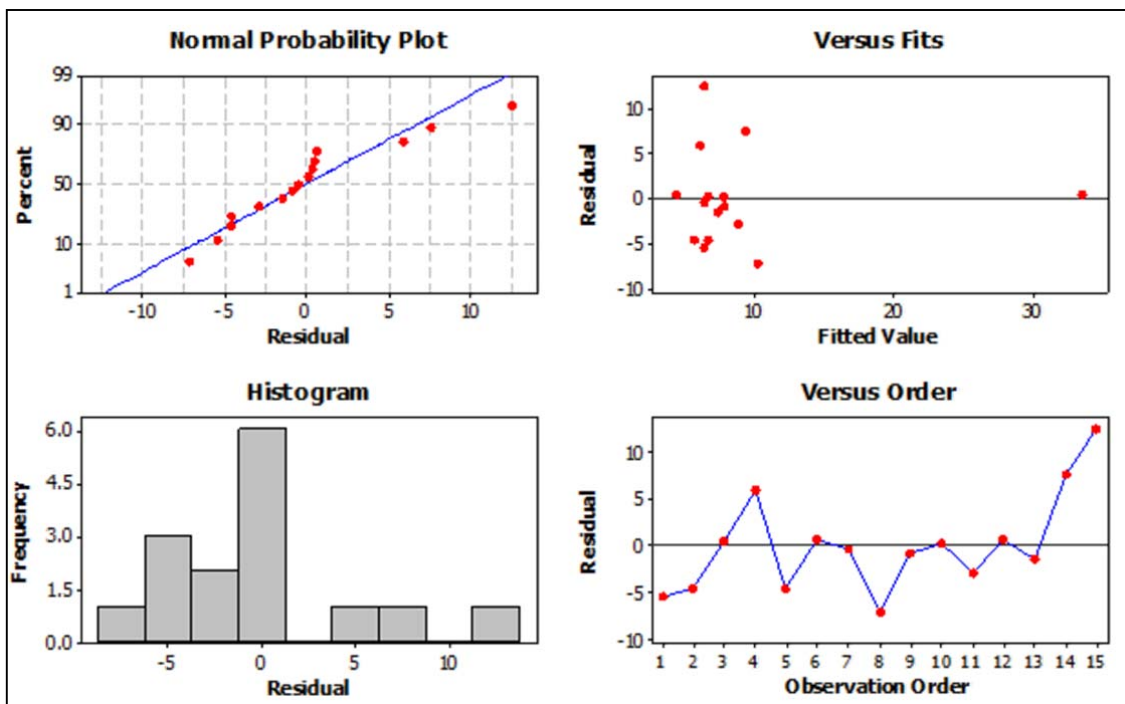 Normal Probability Plot
99
90
50
10
1
Percent
-10 -5 0 5 10
Residual
Versus Fits
10
5
0
-5
-10
Residual
10 20 30
Fitted Value
Histogram
6.0
4.5
3.0
1.5
0.0
Frequency
-5 0 5 10
Residual
Versus Order
10
5
0
-5
-10
Residual
1 2 3 4 5 6 7 8 9 10 11 12 13 14 15
Observation Order